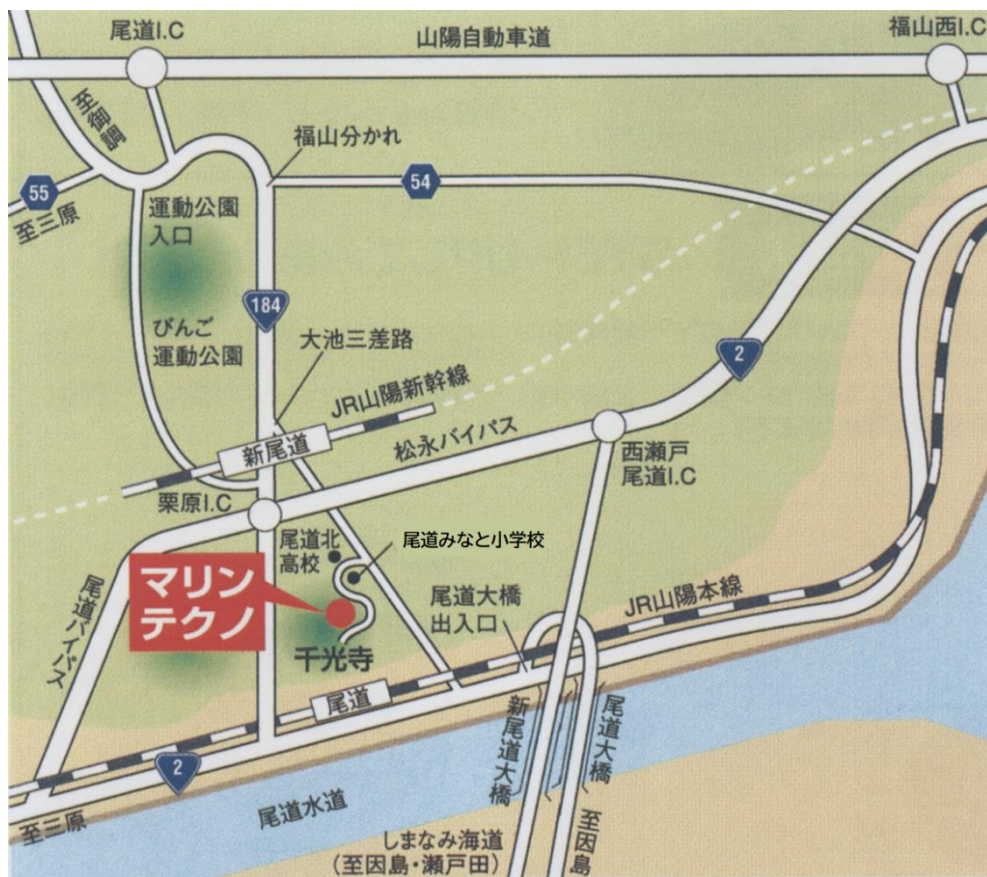 尾道I.C
山陽自動車道
福山西I.C
至御調
福山分かれ
55
54
至三原
運動公園
入口
184
びんご
運動公園
大池三差路
2
JR山陽新幹線
新尾道
松永バイパス
西瀬戸
尾道I.C
栗原I.C
尾道北
高校
尾道みなと小学校
マリン
テクノ
尾道大橋
出入口
JR山陽本線
尾道バイパス
千光寺
尾道
新尾道大橋
尾道大橋
2
尾道水道
至三原
しまなみ海道
(至因島・瀬戸田)
至因島